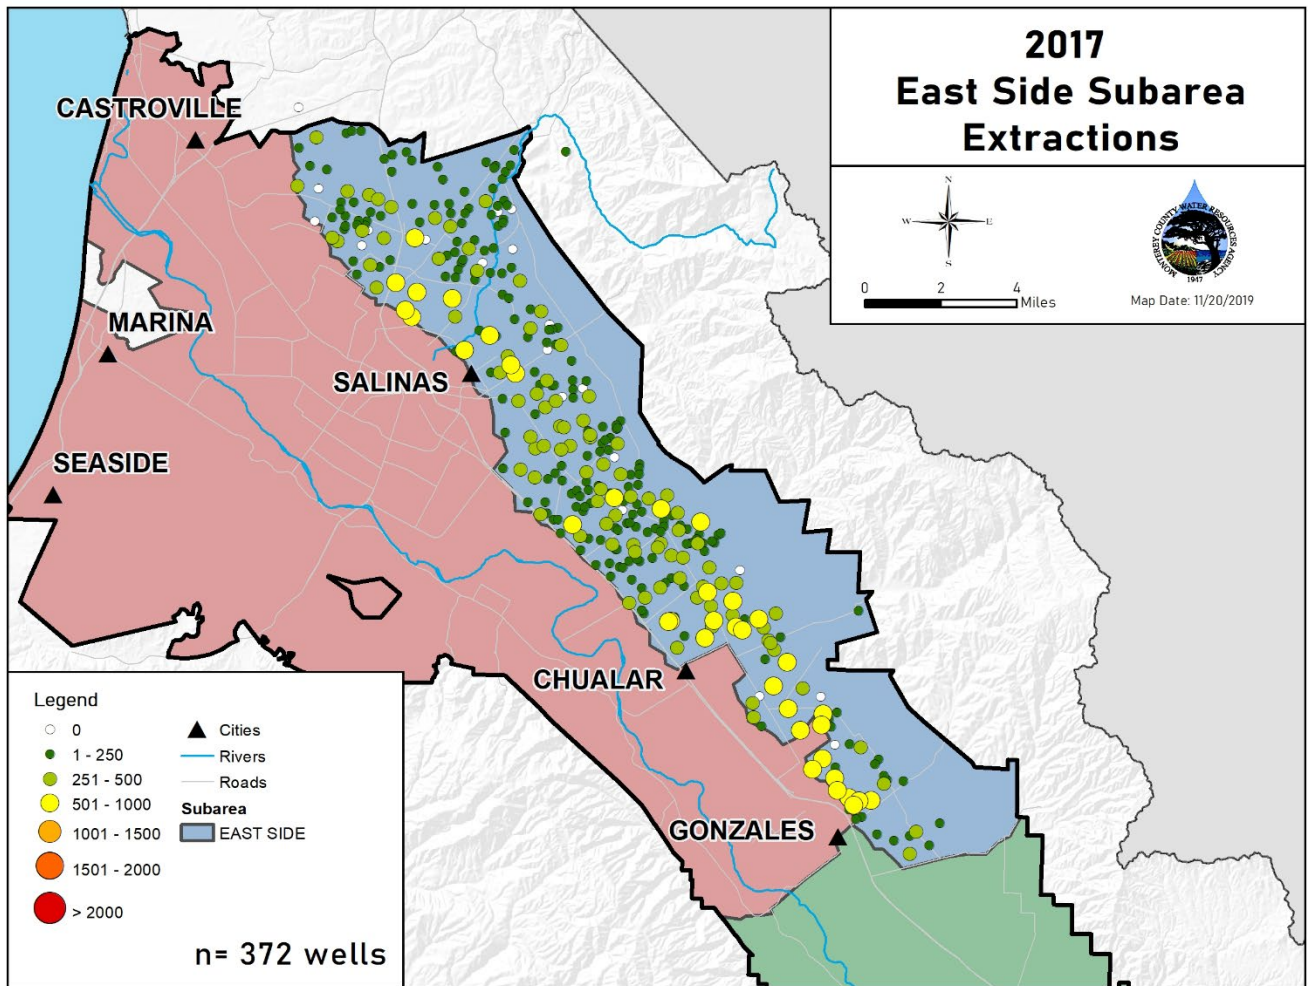 2017
East Side Subarea
Extractions
N
W
E
S
0
2
4
Miles
MONTEREY COUNTY WATER RESOURCES AGENCY
1947
Map Date: 11/20/2019
CASTROVILLE
MARINA
SALINAS
SEASIDE
CHUALAR
GONZALES
Legend
0
1 - 250
251 - 500
501 - 1000
1001 - 1500
1501 - 2000
> 2000
Cities
Rivers
Roads
Subarea
EAST SIDE
n= 372 wells